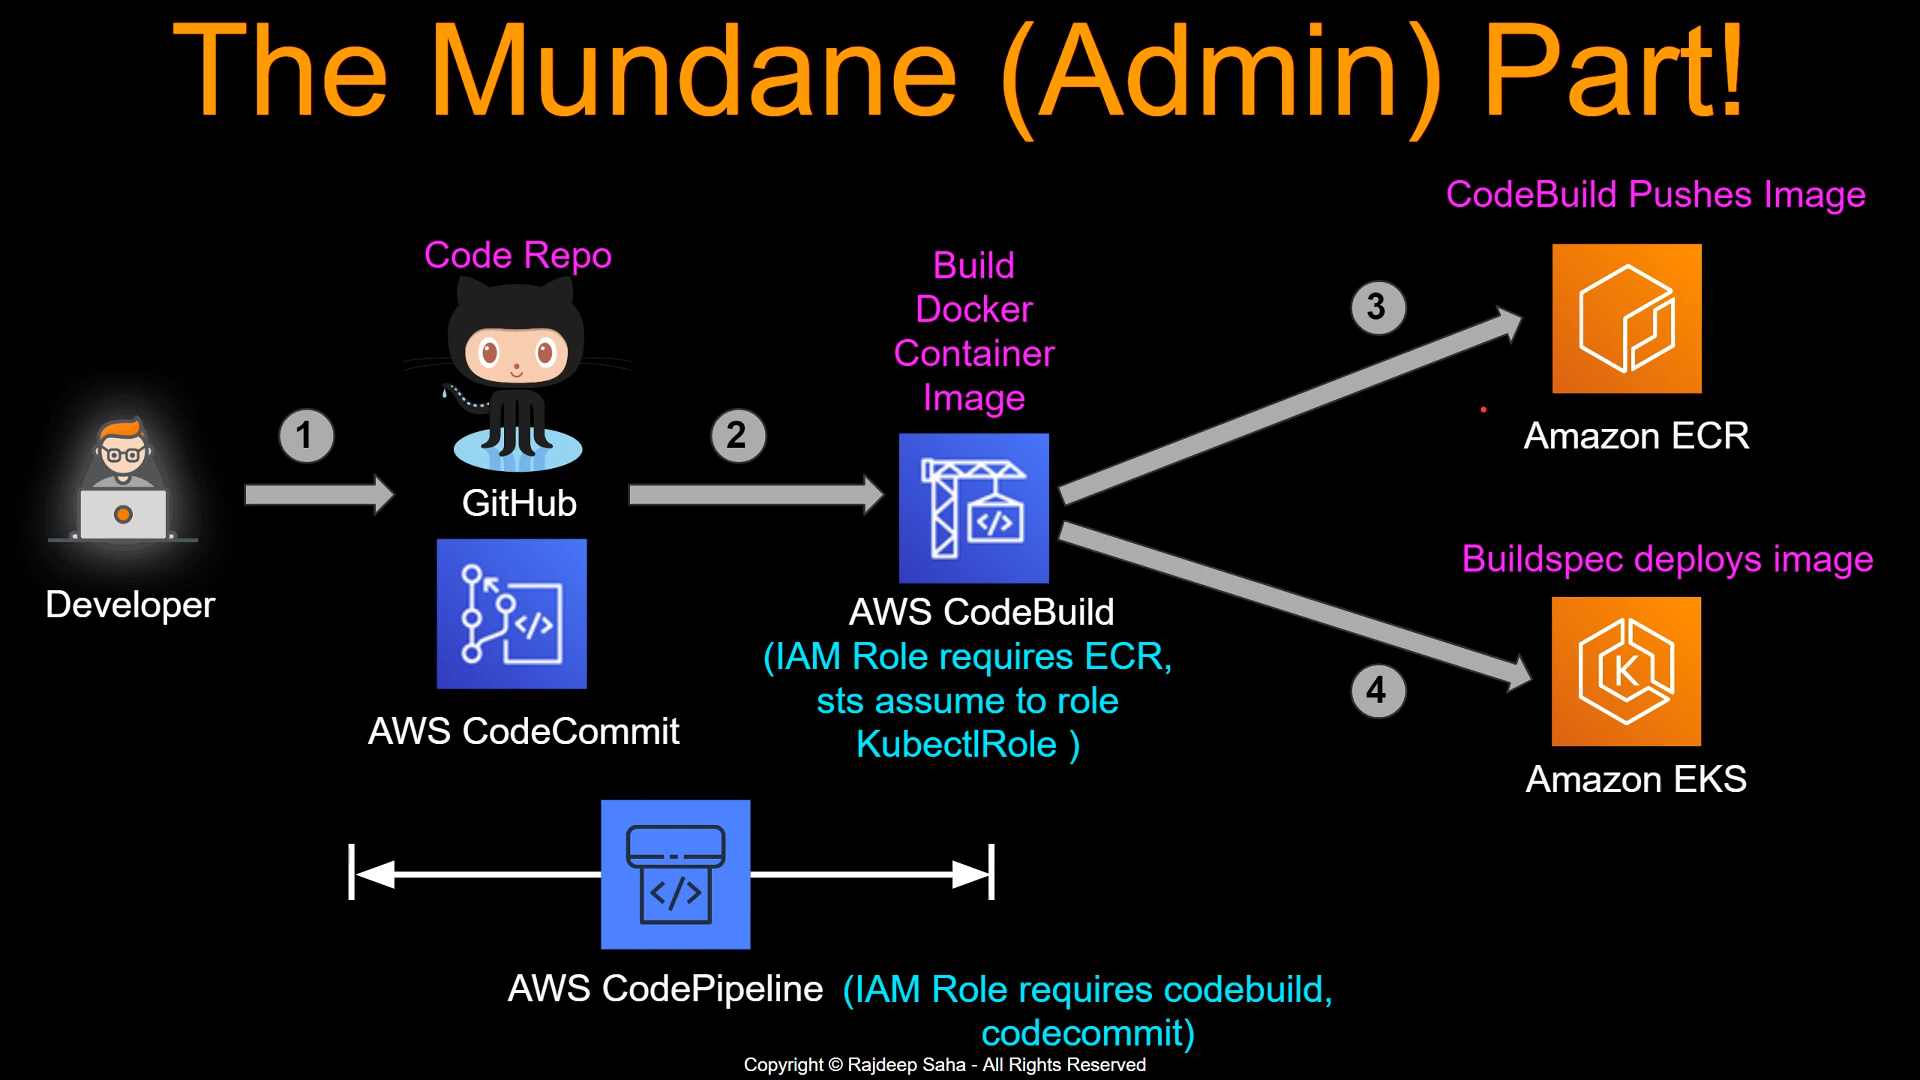 The Mundane (Admin) Part!
CodeBuild Pushes Image
Code Repo
Build
Docker
Container
Image
1
2
3
4
GitHub
Amazon ECR
Developer
AWS CodeCommit
AWS CodeBuild
(IAM Role requires ECR,
sts assume to role
KubectlRole )
Buildspec deploys image
K
Amazon EKS
AWS CodePipeline (IAM Role requires codebuild,
codecommit)
Copyright © Rajdeep Saha - All Rights Reserved